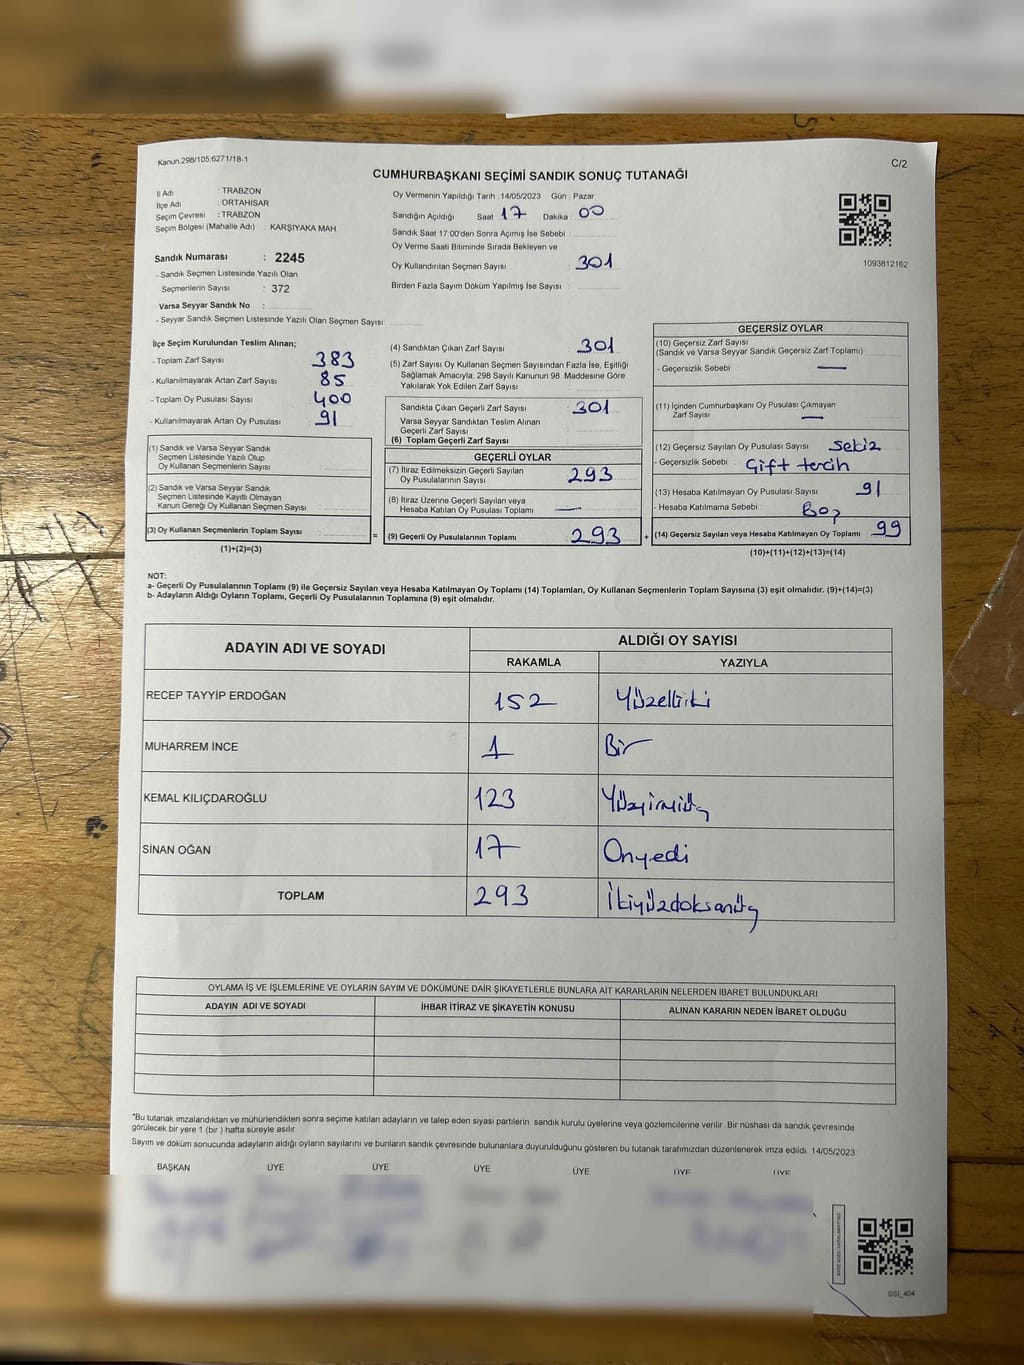 Kanun.298/105,6271/18-1
C/2
CUMHURBAŞKANI SEÇİMİ SANDIK SONUÇ TUTANAĞI
İl Adı : TRABZON
İlçe Adı : ORTAHİSAR
Seçim Çevresi : TRABZON
Seçim Bölgesi (Mahalle Adı) : KARŞIYAKA MAH.
Sandık Numarası : 2245
- Sandık Seçmen Listesinde Yazılı Olan
Seçmenlerin Sayısı : 372
Varsa Seyyar Sandık No :
- Seyyar Sandık Seçmen Listesinde Yazılı Olan Seçmen Sayısı:
Oy Vermenin Yapıldığı Tarih : 14/05/2023 Gün : Pazar
Sandığın Açıldığı Saat 17 Dakika : 00
Sandık Saat 17:00'den Sonra Açımış İse Sebebi :
Oy Verme Saati Bitiminde Sırada Bekleyen ve
Oy Kullandırılan Seçmen Sayısı : 301
Birden Fazla Sayım Döküm Yapılmış İse Sayısı :
1093812162
İlçe Seçim Kurulundan Teslim Alınan;
- Toplam Zarf Sayısı : 383
- Kullanılmayarak Artan Zarf Sayısı : 85
- Toplam Oy Pusulası Sayısı : 400
- Kullanılmayarak Artan Oy Pusulası : 91
(1) Sandık ve Varsa Seyyar Sandık
Seçmen Listesinde Yazılı Olup
Oy Kullanan Seçmenlerin Sayısı :
(2) Sandık ve Varsa Seyyar Sandık
Seçmen Listesinde Kayıtlı Olmayan
Kanun Gereği Oy Kullanan Seçmen Sayısı :
(3) Oy Kullanan Seçmenlerin Toplam Sayısı :
(1)+(2)=(3)
(4) Sandıktan Çıkan Zarf Sayısı : 301
(5) Zarf Sayısı Oy Kullanan Seçmen Sayısından Fazla İse, Eşitliği
Sağlamak Amacıyla; 298 Sayılı Kanunun 98. Maddesine Göre
Yakılarak Yok Edilen Zarf Sayısı :
Sandıkta Çıkan Geçerli Zarf Sayısı : 301
Varsa Seyyar Sandıktan Teslim Alınan
Geçerli Zarf Sayısı :
(6) Toplam Geçerli Zarf Sayısı :
GEÇERLİ OYLAR
(7) İtiraz Edilmeksizin Geçerli Sayılan
Oy Pusulalarının Sayısı : 293
(8) İtiraz Üzerine Geçerli Sayılan veya
Hesaba Katılan Oy Pusulası Toplamı : —
= (9) Geçerli Oy Pusulalarının Toplamı : 293 +
GEÇERSİZ OYLAR
(10) Geçersiz Zarf Sayısı
(Sandık ve Varsa Seyyar Sandık Geçersiz Zarf Toplamı) :
- Geçersizlik Sebebi : —
(11) İçinden Cumhurbaşkanı Oy Pusulası Çıkmayan
Zarf Sayısı : —
(12) Geçersiz Sayılan Oy Pusulası Sayısı : sekiz
- Geçersizlik Sebebi : Çift tercih
(13) Hesaba Katılmayan Oy Pusulası Sayısı : 91
- Hesaba Katılmama Sebebi : Boş
(14) Geçersiz Sayılan veya Hesaba Katılmayan Oy Toplamı : 99
(10)+(11)+(12)+(13)=(14)
NOT:
a- Geçerli Oy Pusulalarının Toplamı (9) ile Geçersiz Sayılan veya Hesaba Katılmayan Oy Toplamı (14) Toplamları, Oy Kullanan Seçmenlerin Toplam Sayısına (3) eşit olmalıdır. (9)+(14)=(3)
b- Adayların Aldığı Oyların Toplamı, Geçerli Oy Pusulalarının Toplamına (9) eşit olmalıdır.
ADAYIN ADI VE SOYADI
ALDIĞI OY SAYISI
RAKAMLA YAZIYLA
RECEP TAYYİP ERDOĞAN 152 Yüzelliiki
MUHARREM İNCE 1 Bir
KEMAL KILIÇDAROĞLU 123 Yüzyirmiüç
SİNAN OĞAN 17 Onyedi
TOPLAM 293 İkiyüzdoksanüç
OYLAMA İŞ VE İŞLEMLERİNE VE OYLARIN SAYIM VE DÖKÜMÜNE DAİR ŞİKAYETLERLE BUNLARA AİT KARARLARIN NELERDEN İBARET BULUNDUKLARI
ADAYIN ADI VE SOYADI İHBAR İTİRAZ VE ŞİKAYETİN KONUSU ALINAN KARARIN NEDEN İBARET OLDUĞU
"Bu tutanak imzalandıktan ve mühürlendikten sonra seçime katılan adayların ve talep eden siyasi partilerin sandık kurulu üyelerine veya gözlemcilerine verilir. Bir nüshası da sandık çevresinde
görülecek bir yere 1 (bir ) hafta süreyle asılır.
Sayım ve döküm sonucunda adayların aldığı oyların sayılarını ve bunların sandık çevresinde bulunanlara duyurulduğunu gösteren bu tutanak tarafımızdan düzenlenerek imza edildi. 14/05/2023
BAŞKAN ÜYE ÜYE ÜYE ÜYE ÜYE ÜYE
SSI_404